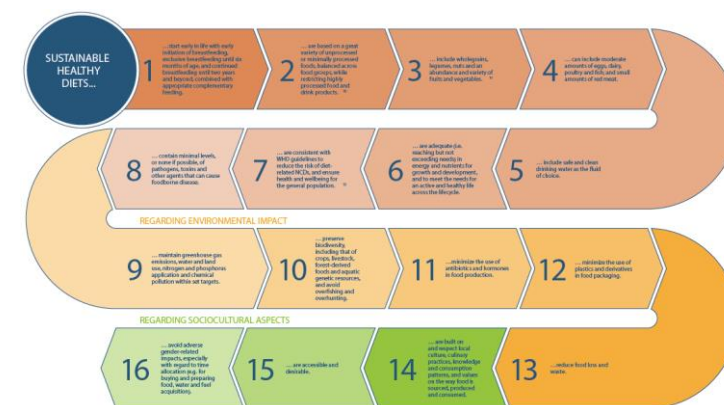 SUSTAINABLE
HEALTHY
DIETS...
1
... start early in life with early
initiation of breastfeeding,
exclusive breastfeeding until six
months of age, and continued
breastfeeding until two years
and beyond, combined with
appropriate complementary
feeding.
2
... are based on a great
variety of unprocessed
or minimally processed
foods, balanced across
food groups, while
restricting highly
processed food and
drink products.
3
... include wholegrains,
legumes, nuts and an
abundance and variety of
fruits and vegetables.
4
... can include moderate
amounts of eggs, dairy,
poultry and fish, and small
amounts of red meat.
5
... include safe and clean
drinking water as the fluid
of choice.
6
... are adequate (i.e.
reaching but not
exceeding needs) in
energy and nutrients for
growth and development,
and to meet the needs for
an active and healthy life
across the lifecycle.
7
... are consistent with
WHO guidelines to
reduce the risk of diet-
related NCDs, and ensure
health and wellbeing for
the general population.
8
... contain minimal levels,
or none if possible, of
pathogens, toxins and
other agents that can cause
foodborne disease.
REGARDING ENVIRONMENTAL IMPACT
9
... maintain greenhouse gas
emissions, water and land
use, nitrogen and phosphorus
application and chemical
pollution within set targets.
10
... preserve
biodiversity,
including that of
crops, livestock,
forest-derived
foods and aquatic
genetic resources,
and avoid
overfishing and
overhunting.
11
... minimize the use of
antibiotics and hormones
in food production.
12
... minimize the use of
plastics and derivatives
in food packaging.
13
...reduce food loss and
waste.
REGARDING SOCIOCULTURAL ASPECTS
14
... are built on
and respect local
culture, culinary
practices, knowledge
and consumption
patterns, and values
on the way food is
sourced, produced
and consumed.
15
... are accessible and
desirable.
16
...avoid adverse
gender-related
impacts, especially
with regard to time
allocation (e.g. for
buying and preparing
food, water and fuel
acquisition).